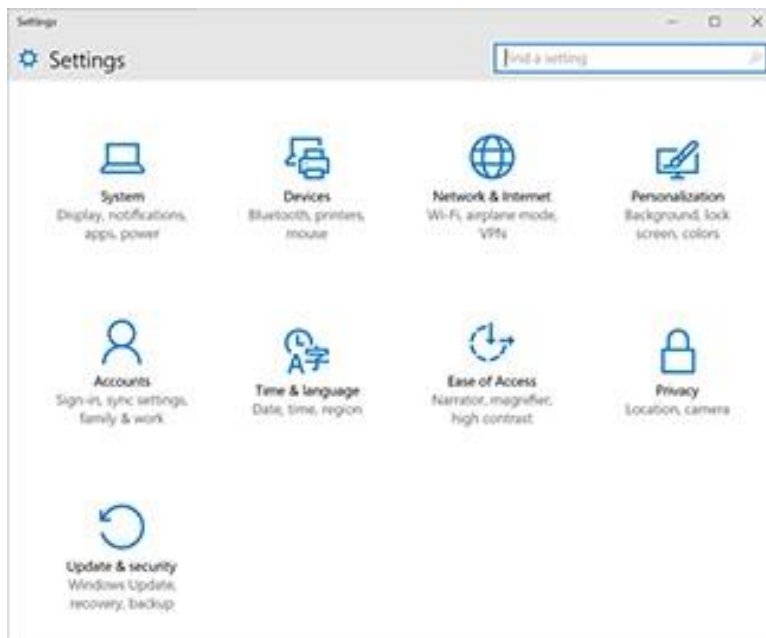 Settings
Settings
Find a setting
System
Display, notifications,
apps, power
Devices
Bluetooth, printers,
mouse
Network & Internet
Wi-Fi, airplane mode,
VPN
Personalization
Background, lock
screen, colors
Accounts
Sign-in, sync settings,
family & work
A字
Time & language
Date, time, region
Ease of Access
Narrator, magnifier,
high contrast
Privacy
Location, camera
Update & security
Windows Update,
recovery, backup